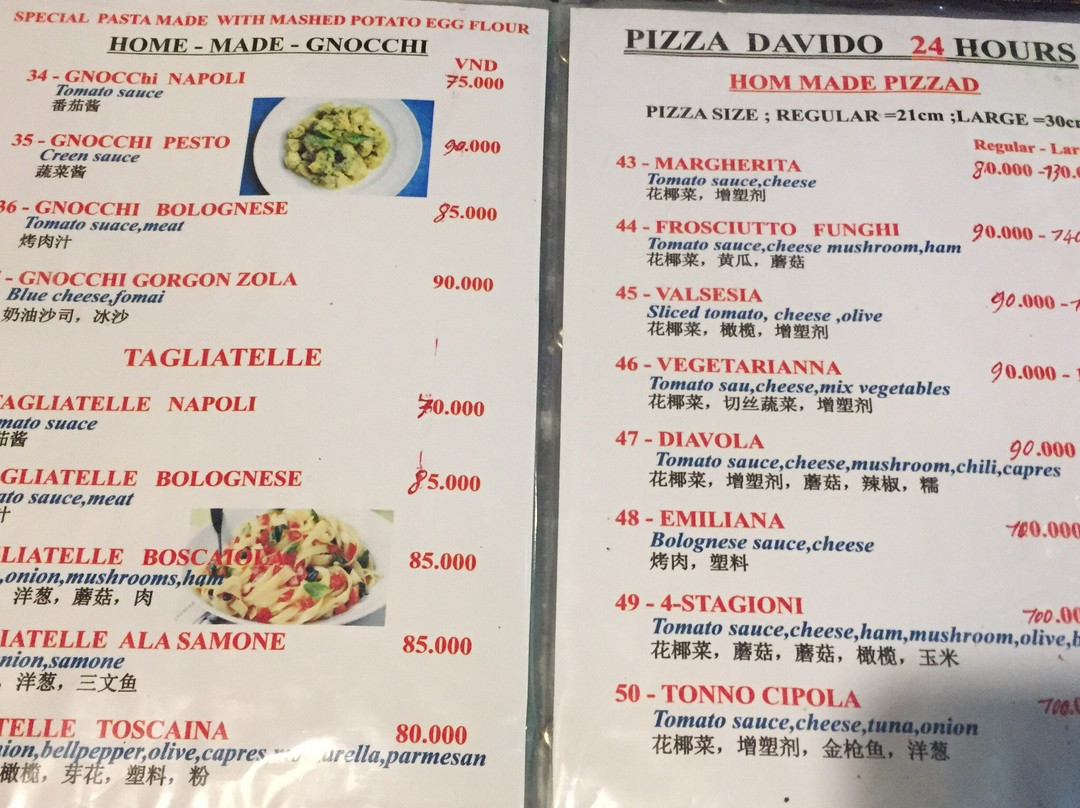 SPECIAL PASTA MADE WITH MASHED POTATO EGG FLOUR
HOME - MADE - GNOCCHI
VND
34 - GNOCChi NAPOLI 75.000
Tomato sauce
番茄酱
35 - GNOCCHI PESTO 90.000
Creen sauce
蔬菜酱
36 - GNOCCHI BOLOGNESE 85.000
Tomato suace,meat
烤肉汁
- GNOCCHI GORGON ZOLA 90.000
Blue cheese,fomai
奶油沙司，冰沙
TAGLIATELLE
TAGLIATELLE NAPOLI 70.000
mato suace
茄酱
GLIATELLE BOLOGNESE 85.000
ato sauce,meat
汁
GLIATELLE BOSCAIOLA 85.000
,onion,mushrooms,ham
，洋葱，蘑菇，肉
IATELLE ALA SAMONE 85.000
nion,samone
，洋葱，三文鱼
TELLE TOSCAINA 80.000
nion,bellpepper,olive,capres, parmesan
橄榄，芽花，塑料，粉
PIZZA DAVIDO 24 HOURS
HOM MADE PIZZAD
PIZZA SIZE ; REGULAR =21cm ;LARGE =30cm
Regular - Lar
43 - MARGHERITA 80.000 -130.
Tomato sauce,cheese
花椰菜，增塑剂
44 - FROSCIUTTO FUNGHI 90.000 - 140
Tomato sauce,cheese mushroom,ham
花椰菜，黄瓜，蘑菇
45 - VALSESIA 90.000 -
Sliced tomato, cheese ,olive
花椰菜，橄榄，增塑剂
46 - VEGETARIANNA 90.000 -
Tomato sau,cheese,mix vegetables
花椰菜，切丝蔬菜，增塑剂
47 - DIAVOLA 90.000
Tomato sauce,cheese,mushroom,chili,capres
花椰菜，增塑剂，蘑菇，辣椒，糯
48 - EMILIANA 100.000
Bolognese sauce,cheese
烤肉，塑料
49 - 4-STAGIONI 100.00
Tomato sauce,cheese,ham,mushroom,olive,b
花椰菜，蘑菇，蘑菇，橄榄，玉米
50 - TONNO CIPOLA 100.
Tomato sauce,cheese,tuna,onion
花椰菜，增塑剂，金枪鱼，洋葱